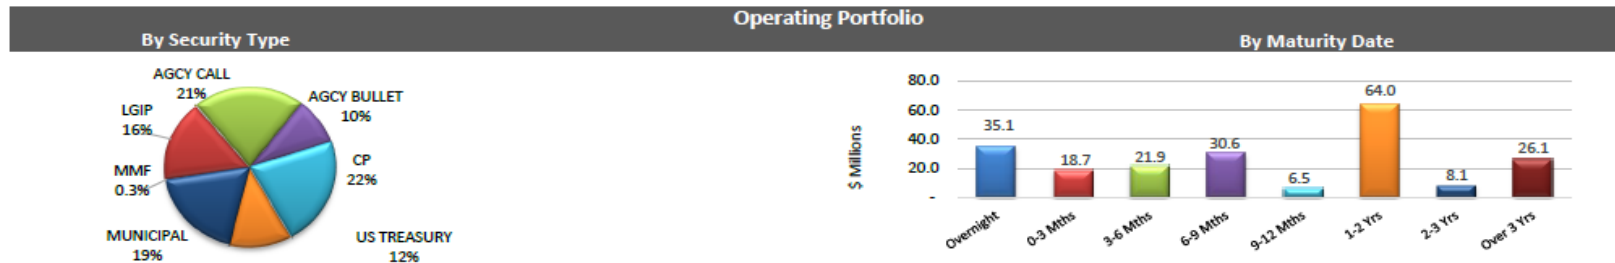 Operating Portfolio
By Security Type
AGCY CALL
21%
AGCY BULLET
10%
LGIP
16%
CP
22%
MMF
0.3%
MUNICIPAL
19%
US TREASURY
12%
By Maturity Date
$ Millions
80.0
60.0
40.0
20.0
-
35.1
18.7
21.9
30.6
6.5
64.0
8.1
26.1
Overnight
0-3 Mths
3-6 Mths
6-9 Mths
9-12 Mths
1-2 Yrs
2-3 Yrs
Over 3 Yrs